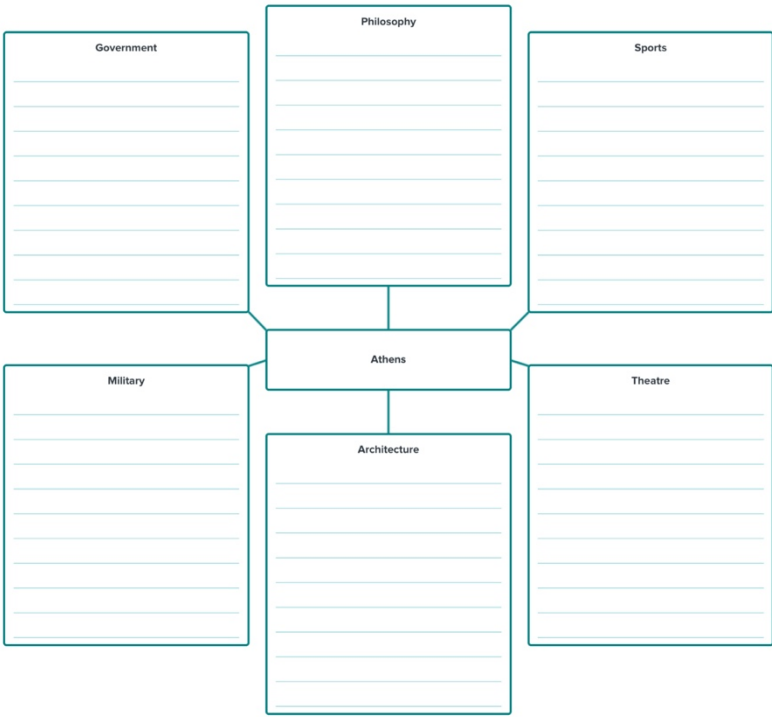 Philosophy
Government
Sports
Athens
Military
Theatre
Architecture